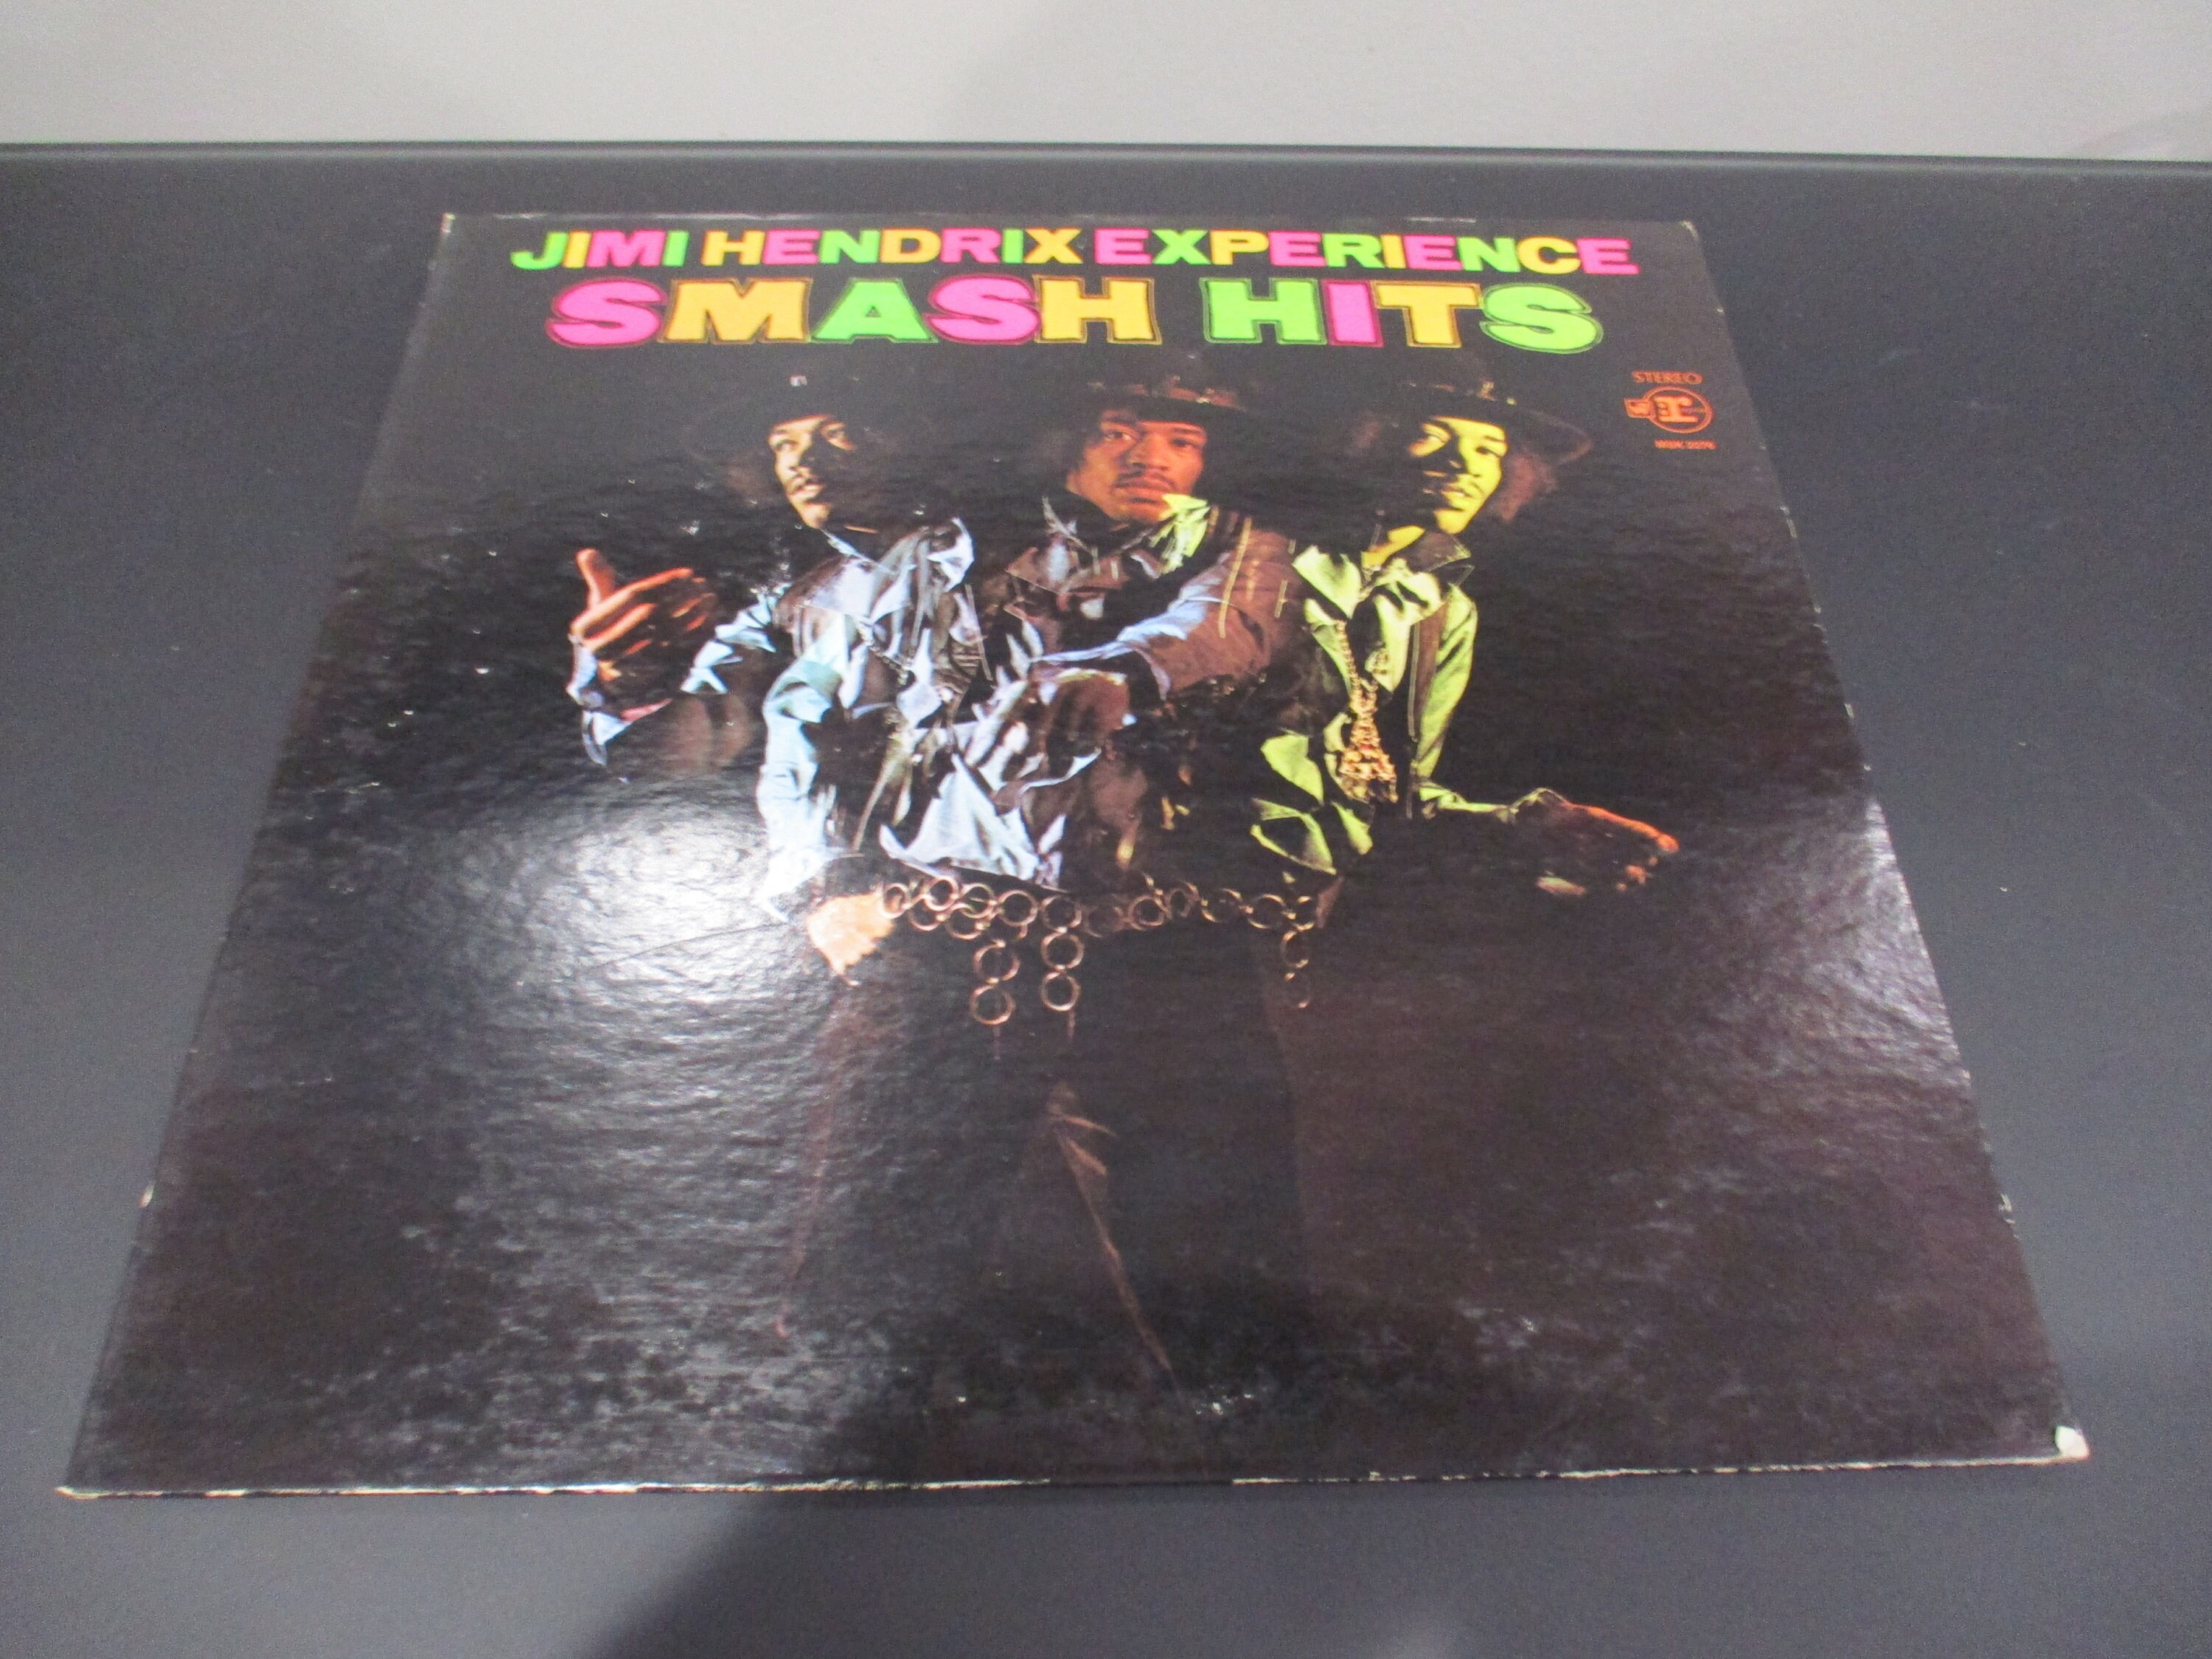 JIMI HENDRIX EXPERIENCE
SMASH HITS
STEREO